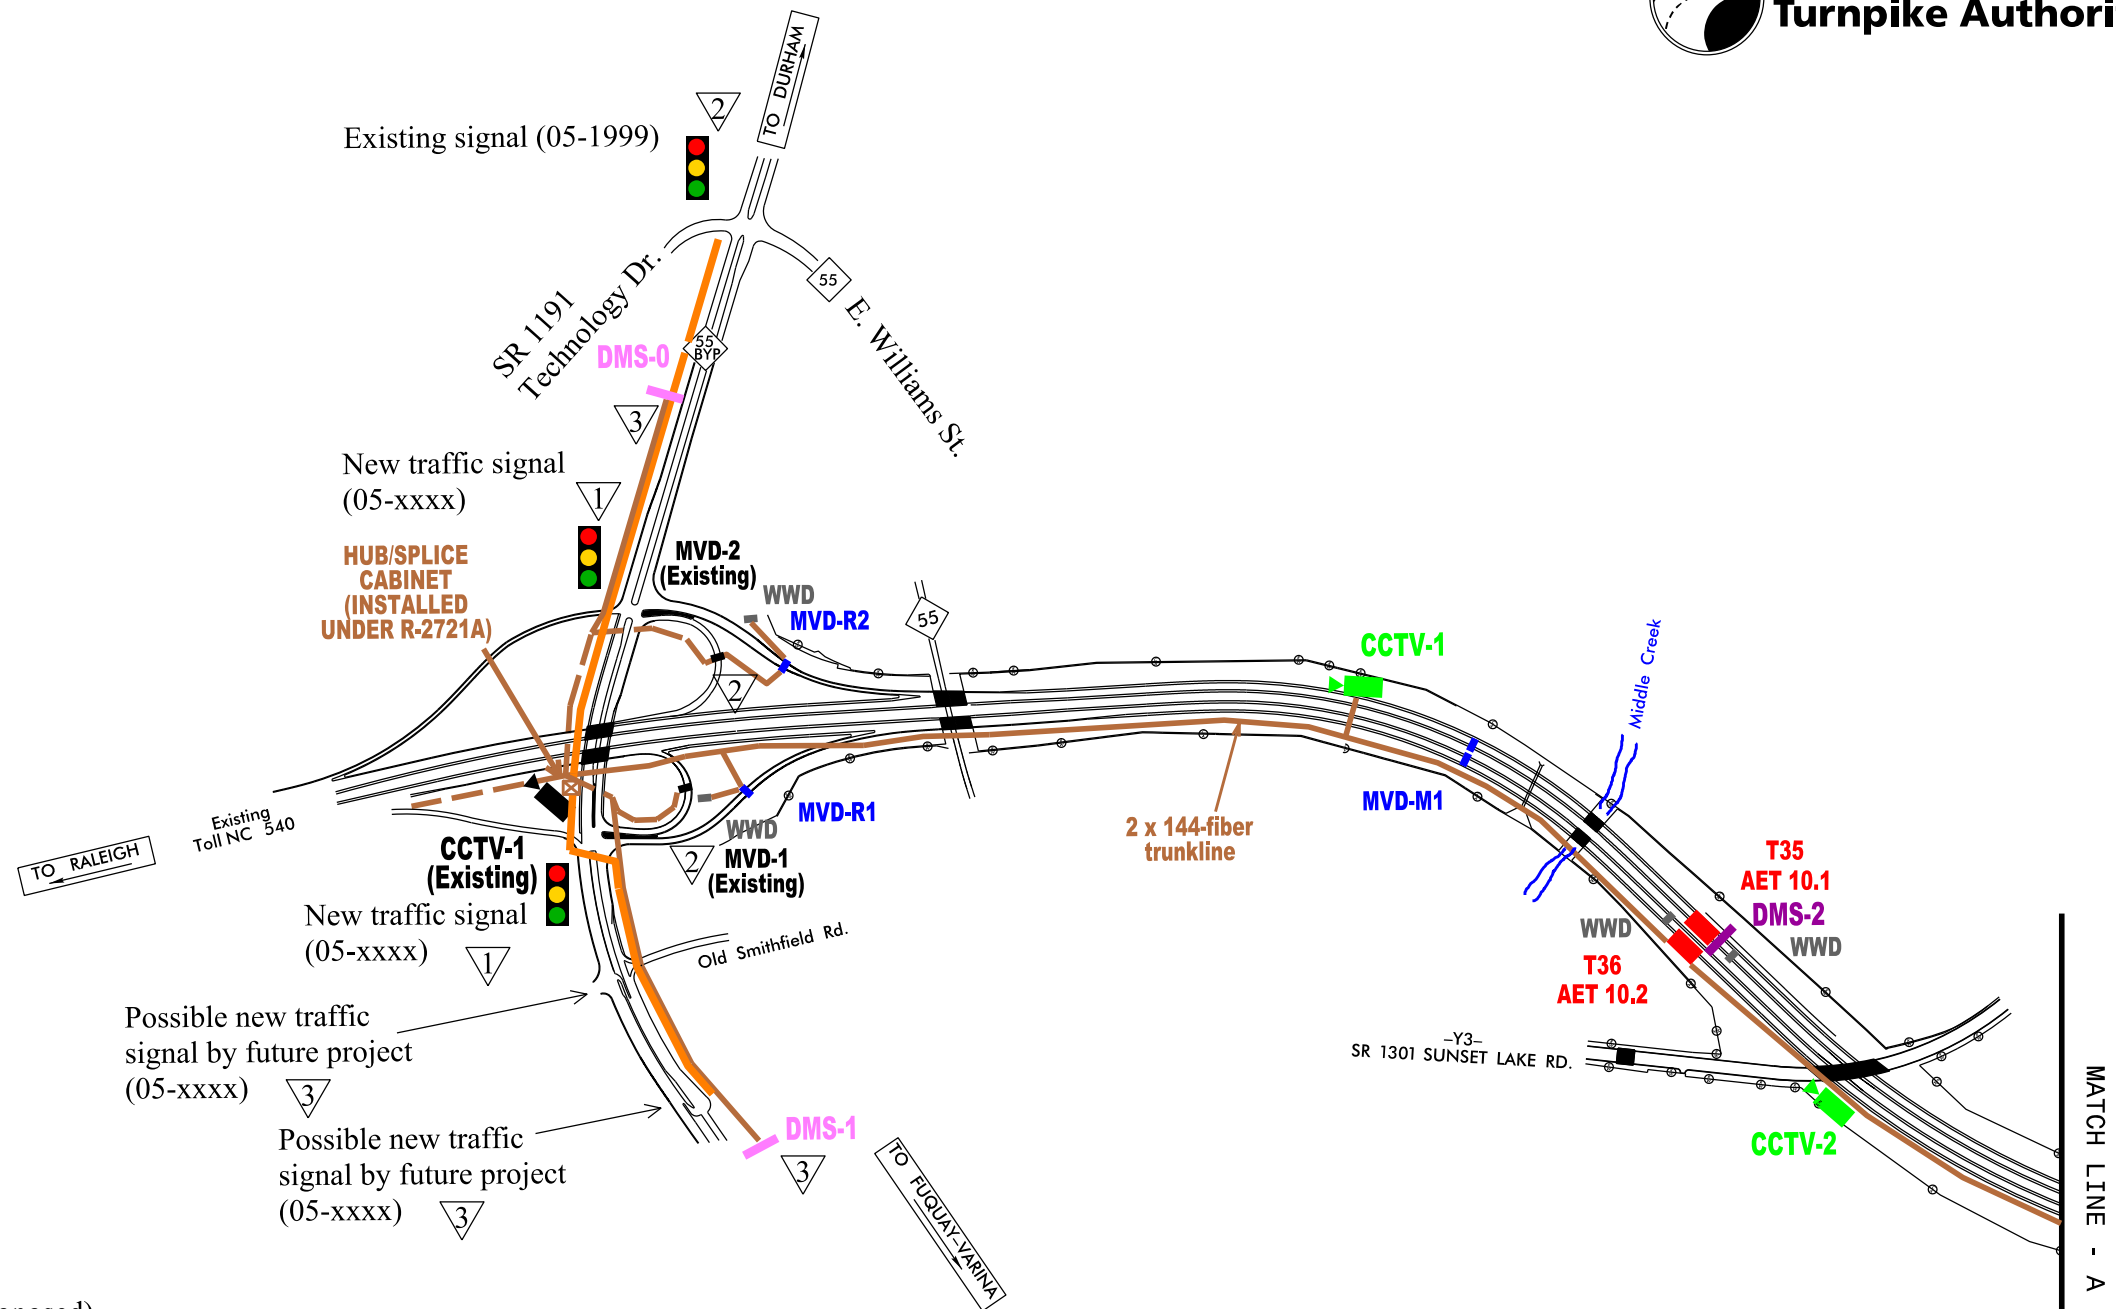 Turnpike Authori
TO DURHAM
2
Existing signal (05-1999)
SR 1191
Technology Dr.
55
E. Williams St.
55
BYP
DMS-0
3
New traffic signal
(05-xxxx)
1
HUB/SPLICE
CABINET
(INSTALLED
UNDER R-2721A)
MVD-2
(Existing)
WWD
MVD-R2
55
2
CCTV-1
Middle Creek
Existing
Toll NC 540
TO RALEIGH
MVD-R1
WWD
MVD-1
(Existing)
2
CCTV-1
(Existing)
2 x 144-fiber
trunkline
MVD-M1
T35
AET 10.1
DMS-2
WWD
WWD
T36
AET 10.2
New traffic signal
(05-xxxx)
1
Old Smithfield Rd.
Possible new traffic
signal by future project
(05-xxxx)
3
Possible new traffic
signal by future project
(05-xxxx)
3
DMS-1
3
TO FUQUAY-VARINA
-Y3-
SR 1301 SUNSET LAKE RD.
CCTV-2
MATCH LINE - A